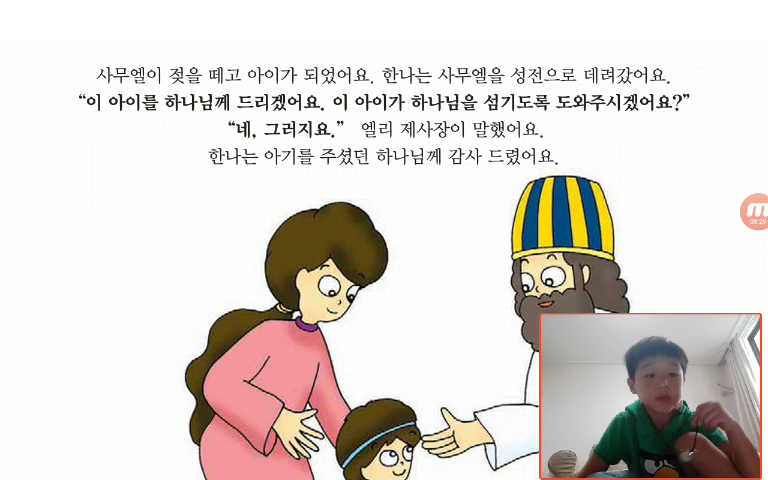 사무엘이 젖을 떼고 아이가 되었어요. 한나는 사무엘을 성전으로 데려갔어요.
“이 아이를 하나님께 드리겠어요. 이 아이가 하나님을 섬기도록 도와주시겠어요?”
“네, 그러지요.” 엘리 제사장이 말했어요.
한나는 아기를 주셨던 하나님께 감사 드렸어요.
09:29